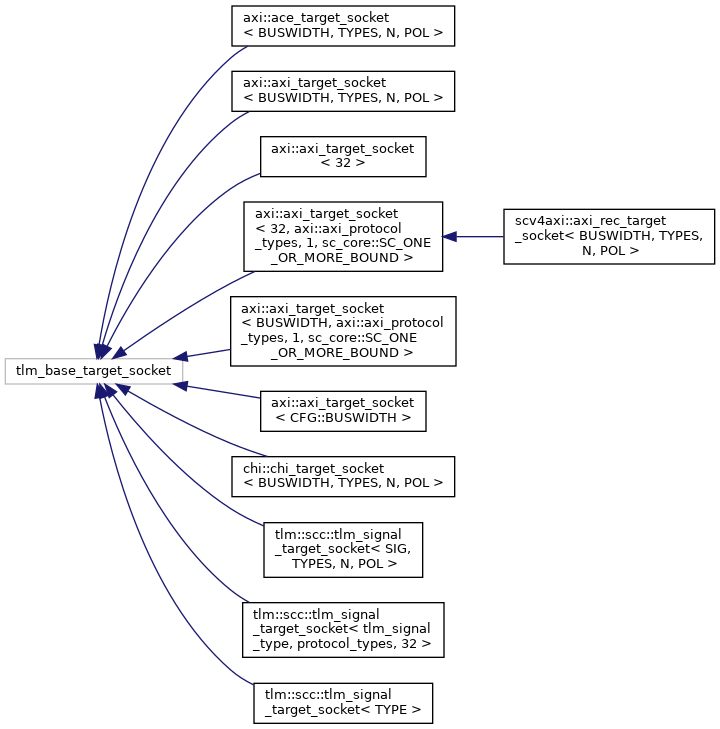 axi::ace_target_socket
< BUSWIDTH, TYPES, N, POL >
axi::axi_target_socket
< BUSWIDTH, TYPES, N, POL >
axi::axi_target_socket
< 32 >
axi::axi_target_socket
< 32, axi::axi_protocol
_types, 1, sc_core::SC_ONE
_OR_MORE_BOUND >
scv4axi::axi_rec_target
_socket< BUSWIDTH, TYPES,
N, POL >
axi::axi_target_socket
< BUSWIDTH, axi::axi_protocol
_types, 1, sc_core::SC_ONE
_OR_MORE_BOUND >
tlm_base_target_socket
axi::axi_target_socket
< CFG::BUSWIDTH >
chi::chi_target_socket
< BUSWIDTH, TYPES, N, POL >
tlm::scc::tlm_signal
_target_socket< SIG,
TYPES, N, POL >
tlm::scc::tlm_signal
_target_socket< tlm_signal
_type, protocol_types, 32 >
tlm::scc::tlm_signal
_target_socket< TYPE >